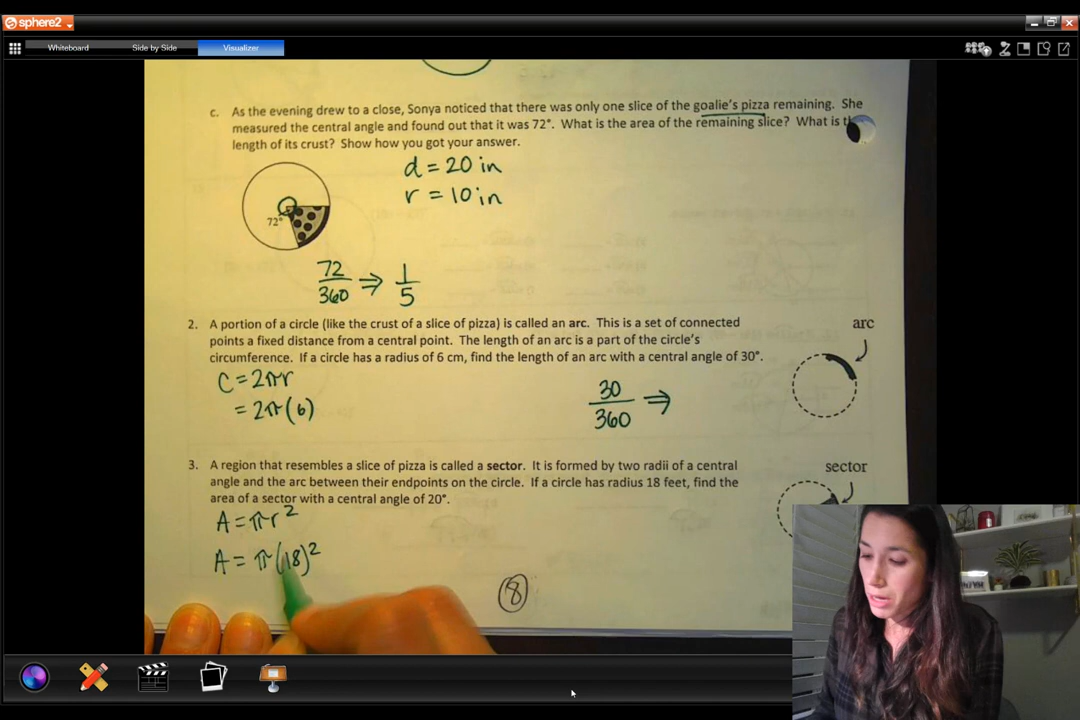 sphere2
Whiteboard Side by Side Visualizer
c. As the evening drew to a close, Sonya noticed that there was only one slice of the goalie's pizza remaining. She
measured the central angle and found out that it was 72°. What is the area of the remaining slice? What is
length of its crust? Show how you got your answer.
d = 20 in
r = 10 in
72°
72/360 ⇒ 1/5
2. A portion of a circle (like the crust of a slice of pizza) is called an arc. This is a set of connected
points a fixed distance from a central point. The length of an arc is a part of the circle's
circumference. If a circle has a radius of 6 cm, find the length of an arc with a central angle of 30°.
arc
C = 2πr
= 2π(6)
30/360 ⇒
3. A region that resembles a slice of pizza is called a sector. It is formed by two radii of a central
angle and the arc between their endpoints on the circle. If a circle has radius 18 feet, find the
area of a sector with a central angle of 20°.
sector
A = πr²
A = π(18)²
18